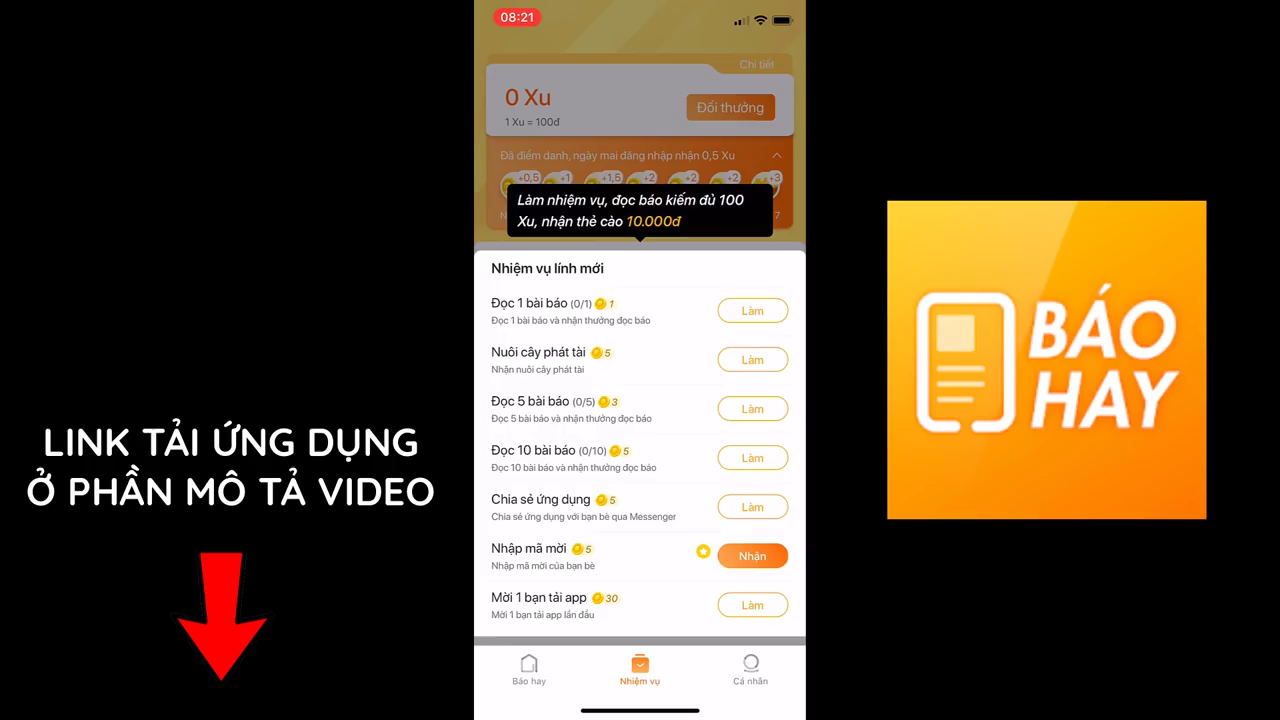 08:21
Chi tiết
0 Xu
Đổi thưởng
1 Xu = 100đ
Đã điểm danh, ngày mai đăng nhập nhận 0,5 Xu
+0,5 +1 +1,5 +2 +2 +2 +3
Làm nhiệm vụ, đọc báo kiếm đủ 100
Xu, nhận thẻ cào 10.000đ
N 7
Nhiệm vụ lính mới
Đọc 1 bài báo (0/1) 1
Đọc 1 bài báo và nhận thưởng đọc báo
Làm
Nuôi cây phát tài 5
Nhận nuôi cây phát tài
Làm
Đọc 5 bài báo (0/5) 3
Đọc 5 bài báo và nhận thưởng đọc báo
Làm
Đọc 10 bài báo (0/10) 5
Đọc 10 bài báo và nhận thưởng đọc báo
Làm
Chia sẻ ứng dụng 5
Chia sẻ ứng dụng với bạn bè qua Messenger
Làm
Nhập mã mời 5
Nhập mã mời của bạn bè
Nhận
Mời 1 bạn tải app 30
Mời 1 bạn tải app lần đầu
Làm
Báo hay
Nhiệm vụ
Cá nhân
LINK TẢI ỨNG DỤNG
Ở PHẦN MÔ TẢ VIDEO
BÁO
HAY